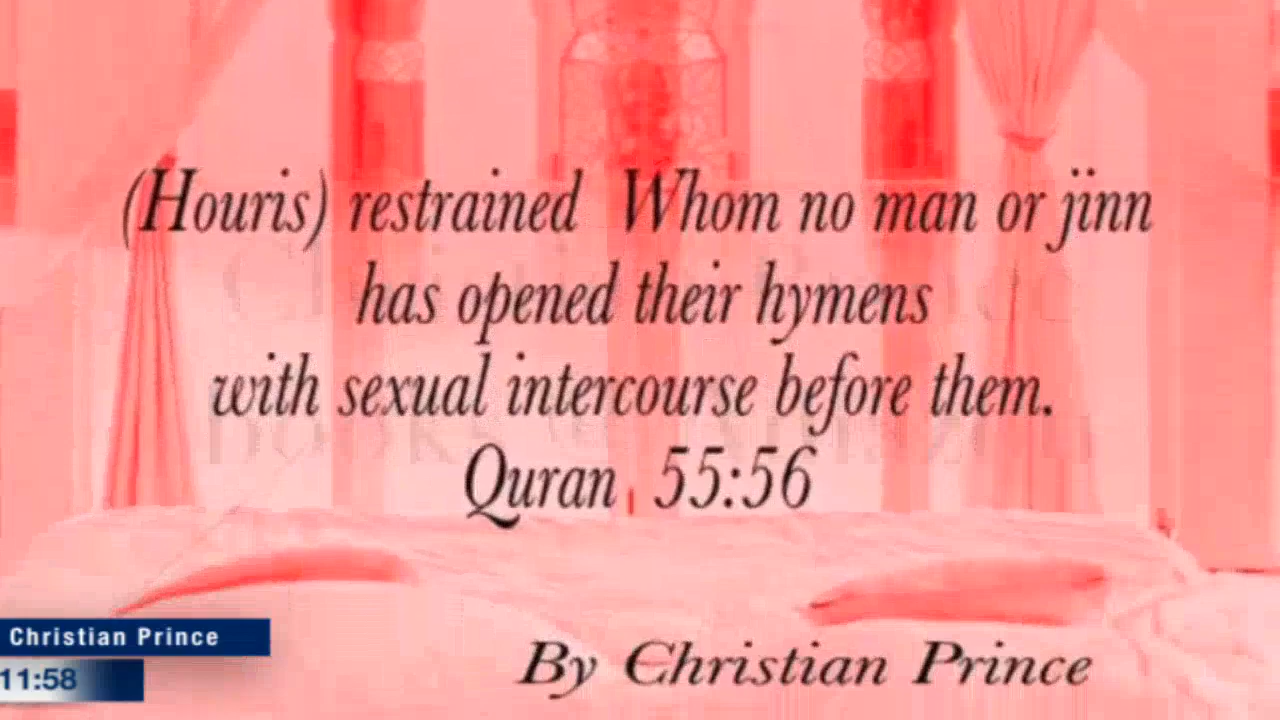 (Houris) restrained Whom no man or jinn
has opened their hymens
with sexual intercourse before them.
Quran 55:56
By Christian Prince
Christian Prince
11:58